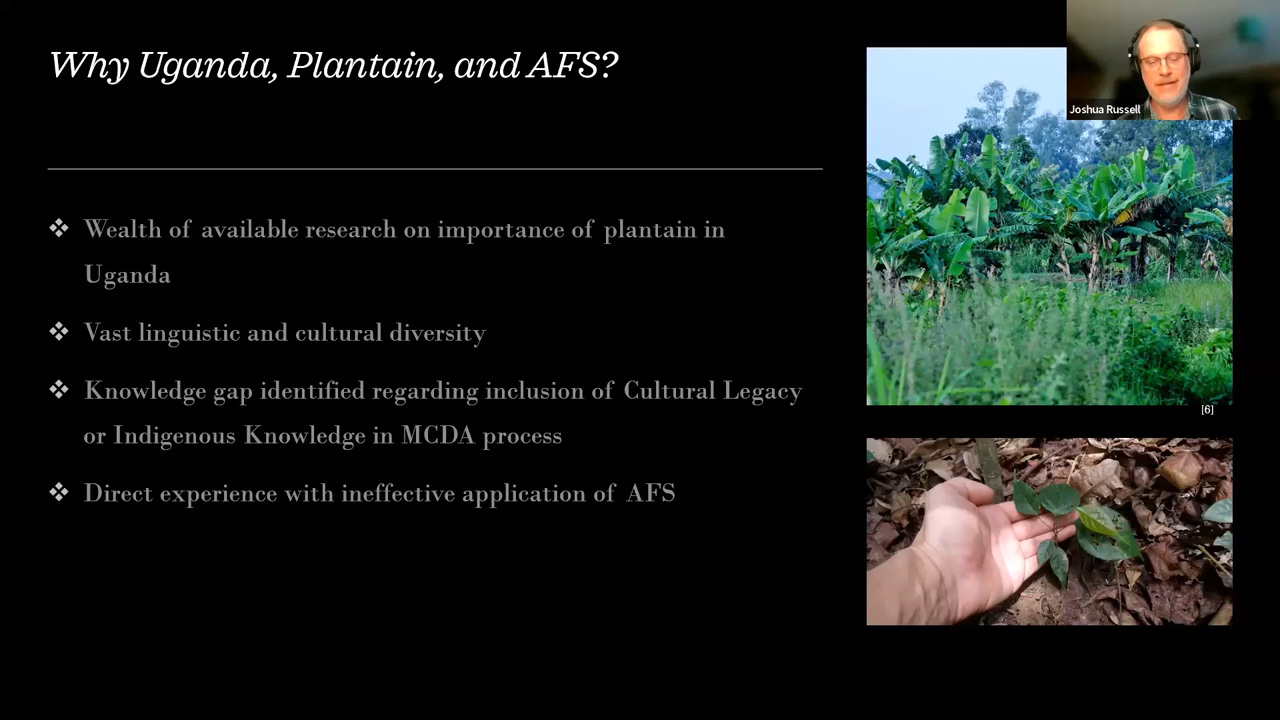 Why Uganda, Plantain, and AFS?
Joshua Russell
❖ Wealth of available research on importance of plantain in
Uganda
❖ Vast linguistic and cultural diversity
❖ Knowledge gap identified regarding inclusion of Cultural Legacy
or Indigenous Knowledge in MCDA process
[6]
❖ Direct experience with ineffective application of AFS